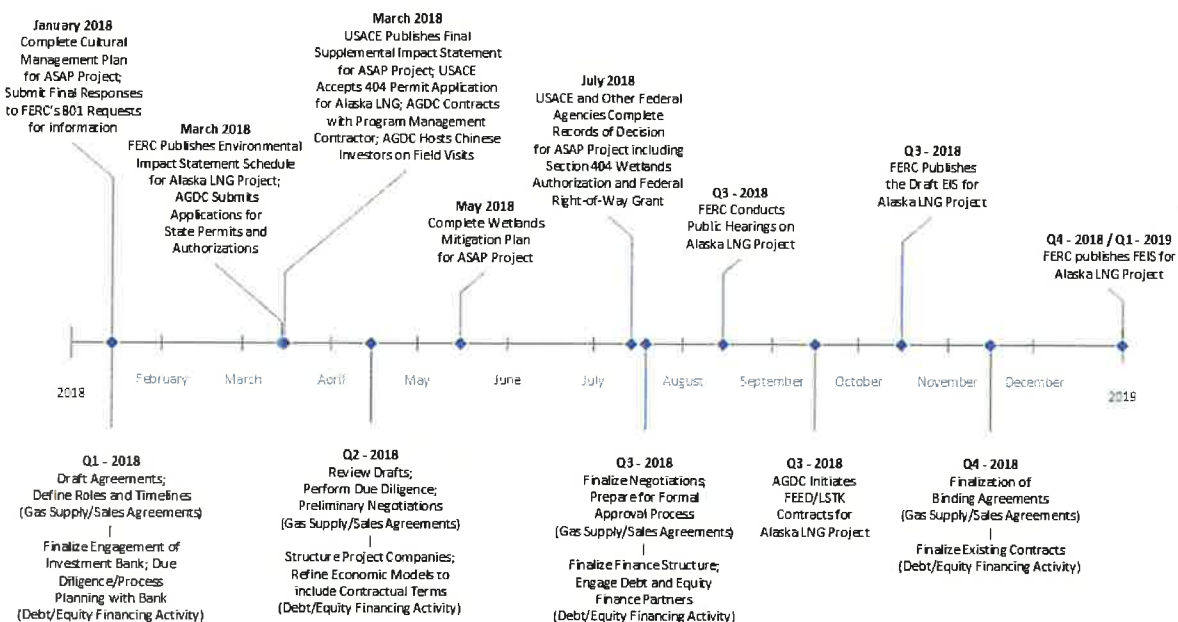 January 2018
Complete Cultural
Management Plan
for ASAP Project;
Submit Final Responses
to FERC's 801 Requests
for information
March 2018
FERC Publishes Environmental
Impact Statement Schedule
for Alaska LNG Project;
AGDC Submits
Applications for
State Permits and
Authorizations
March 2018
USACE Publishes Final
Supplemental Impact Statement
for ASAP Project; USACE
Accepts 404 Permit Application
for Alaska LNG; AGDC Contracts
with Program Management
Contractor; AGDC Hosts Chinese
Investors on Field Visits
May 2018
Complete Wetlands
Mitigation Plan
for ASAP Project
July 2018
USACE and Other Federal
Agencies Complete
Records of Decision
for ASAP Project including
Section 404 Wetlands
Authorization and Federal
Right-of-Way Grant
Q3 - 2018
FERC Conducts
Public Hearings on
Alaska LNG Project
Q3 - 2018
FERC Publishes
the Draft EIS for
Alaska LNG Project
Q4 - 2018 / Q1 - 2019
FERC publishes FEIS for
Alaska LNG Project
2018 February March April May June July August September October November December 2019
Q1 - 2018
Draft Agreements;
Define Roles and Timelines
(Gas Supply/Sales Agreements)
Finalize Engagement of
Investment Bank; Due
Diligence/Process
Planning with Bank
(Debt/Equity Financing Activity)
Q2 - 2018
Review Drafts;
Perform Due Diligence;
Preliminary Negotiations
(Gas Supply/Sales Agreements)
Structure Project Companies;
Refine Economic Models to
include Contractual Terms
(Debt/Equity Financing Activity)
Q3 - 2018
Finalize Negotiations;
Prepare for Formal
Approval Process
(Gas Supply/Sales Agreements)
Finalize Finance Structure;
Engage Debt and Equity
Finance Partners
(Debt/Equity Financing Activity)
Q3 - 2018
AGDC Initiates
FEED/LSTK
Contracts for
Alaska LNG Project
Q4 - 2018
Finalization of
Binding Agreements
(Gas Supply/Sales Agreements)
Finalize Existing Contracts
(Debt/Equity Financing Activity)